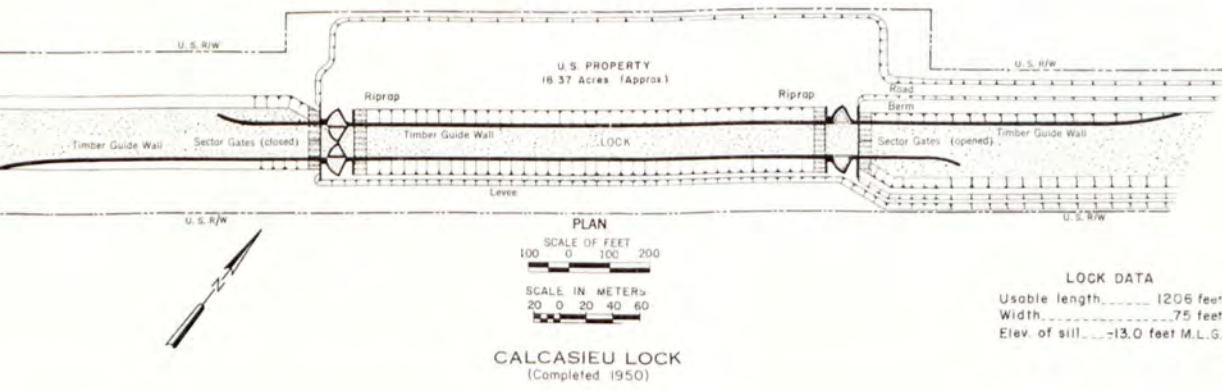 U.S. R/W
U.S. PROPERTY
16.37 Acres (Approx)
U.S. R/W
Riprap
Riprap
Road
Berm
Timber Guide Wall
Sector Gates (closed)
Timber Guide Wall
LOCK
Sector Gates (opened)
Timber Guide Wall
Levee
U.S. R/W
U.S. R/W
PLAN
SCALE OF FEET
100 0 100 200
SCALE IN METERS
20 0 20 40 60
N
CALCASIEU LOCK
(Completed 1950)
LOCK DATA
Usable length 1206 feet
Width 75 feet
Elev. of sill -13.0 feet M.L.G.